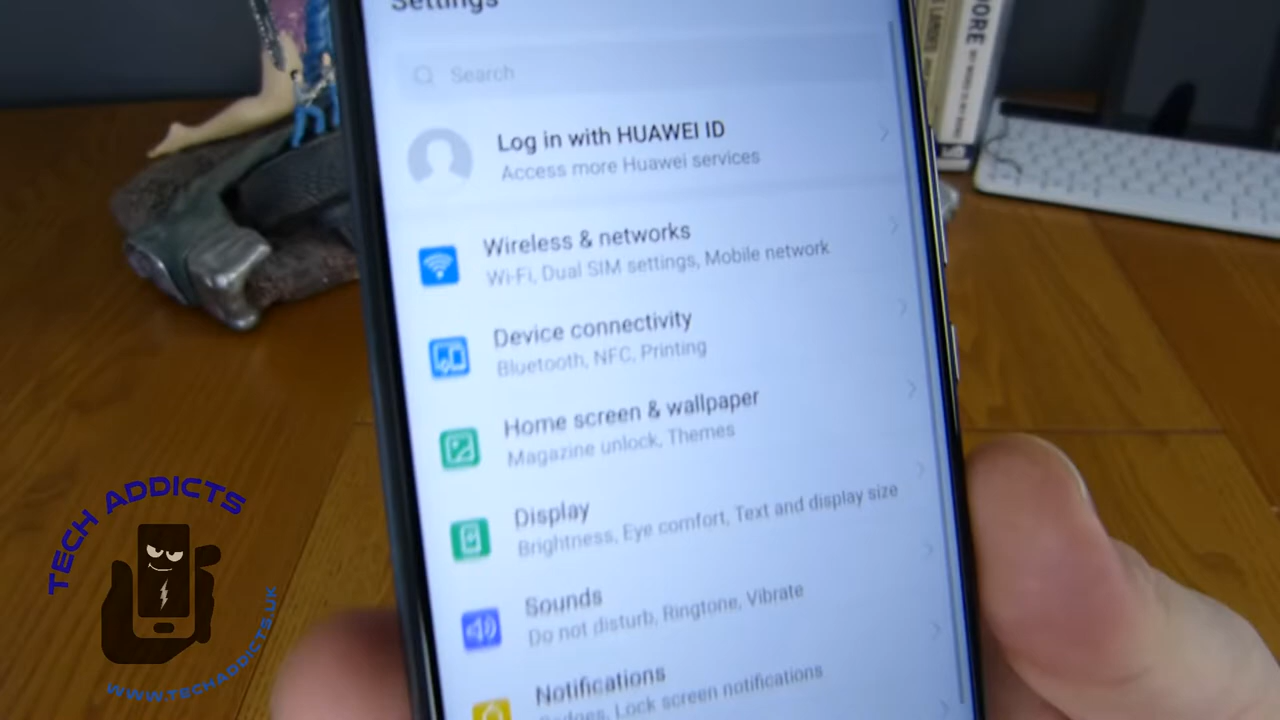 Settings
Search
Log in with HUAWEI ID
Access more Huawei services
Wireless & networks
Wi-Fi, Dual SIM settings, Mobile network
Device connectivity
Bluetooth, NFC, Printing
Home screen & wallpaper
Magazine unlock, Themes
Display
Brightness, Eye comfort, Text and display size
Sounds
Do not disturb, Ringtone, Vibrate
Notifications
Badges, Lock screen notifications
TECH ADDICTS
WWW.TECHADDICTS.UK